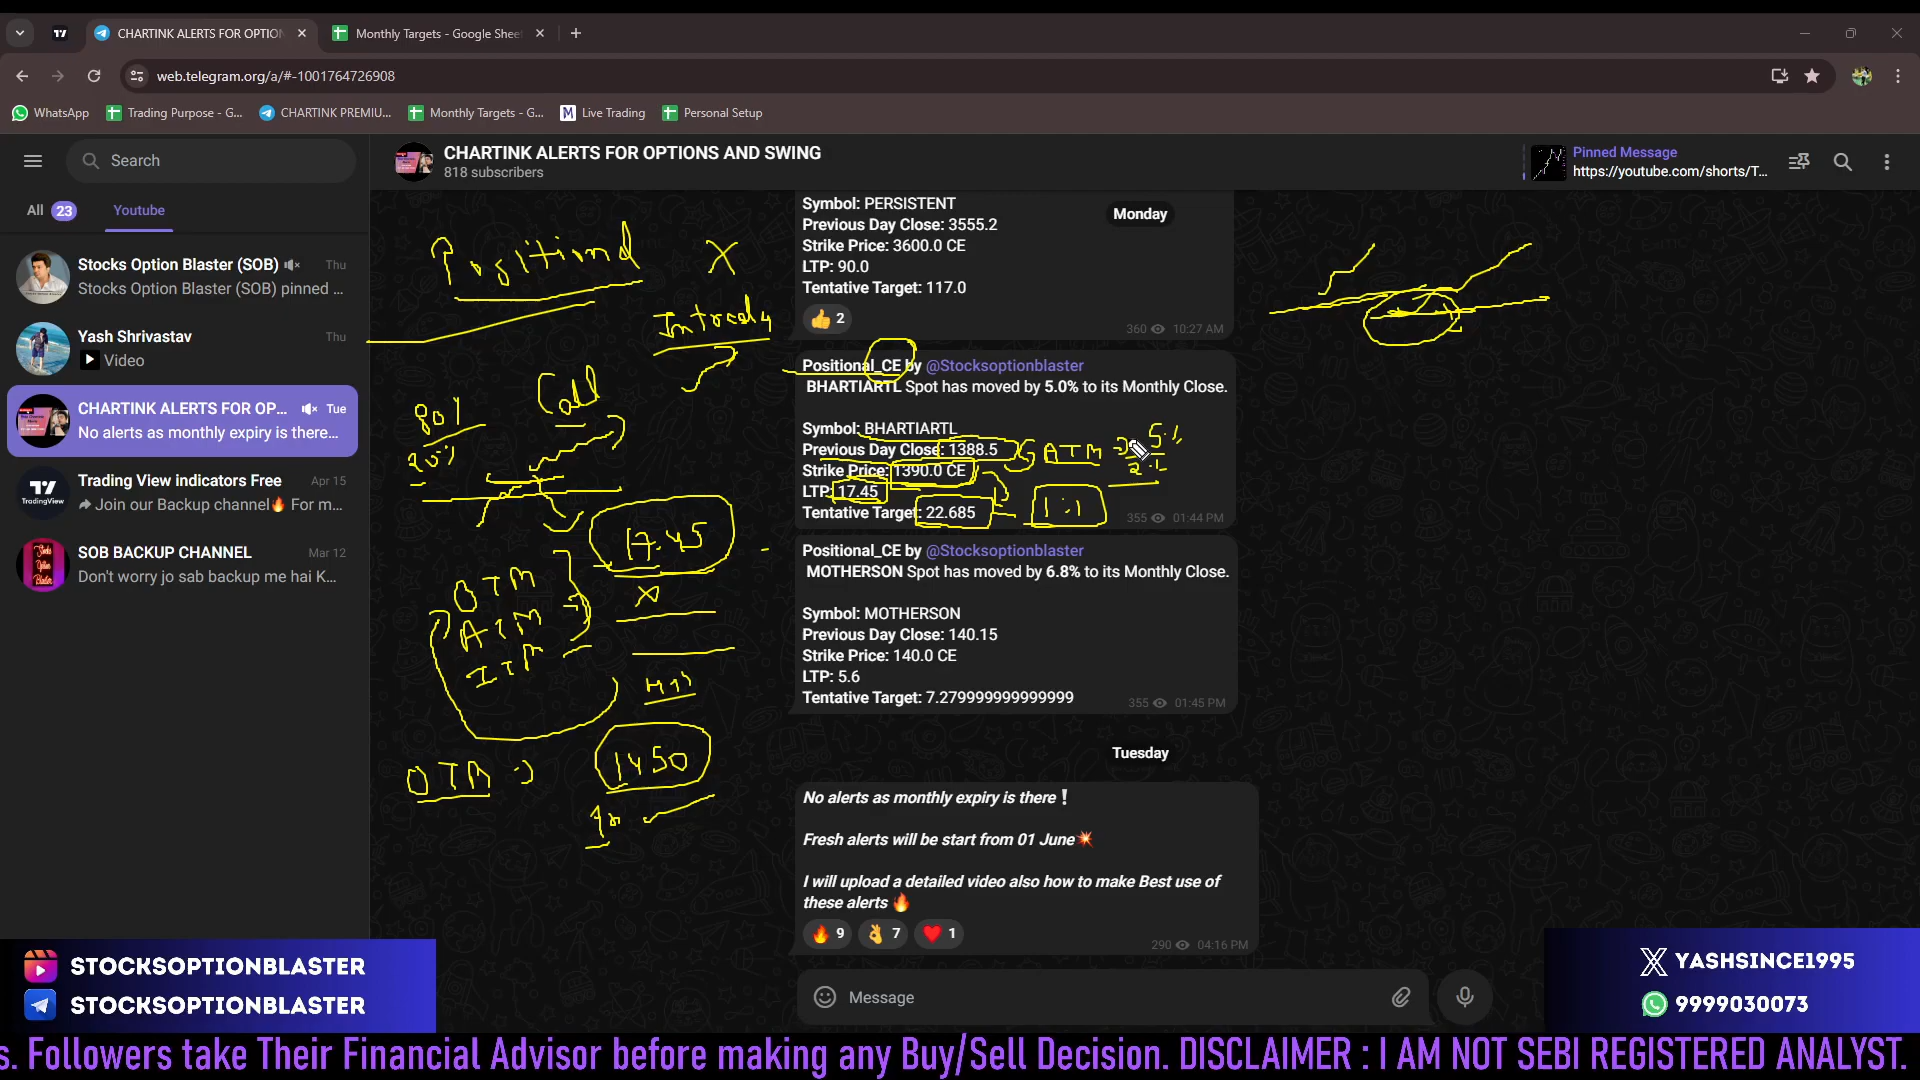 CHARTINK ALERTS FOR OPTION
Monthly Targets - Google Shee
web.telegram.org/a/#-1001764726908
WhatsApp
Trading Purpose - G...
CHARTINK PREMIU...
Monthly Targets - G...
Live Trading
Personal Setup
Search
All 23
Youtube
Stocks Option Blaster (SOB)
Thu
Stocks Option Blaster (SOB) pinned ...
Yash Shrivastav
Thu
Video
CHARTINK ALERTS FOR OP...
Tue
No alerts as monthly expiry is there...
Trading View indicators Free
Apr 15
Join our Backup channel🔥 For m...
SOB BACKUP CHANNEL
Mar 12
Don't worry jo sab backup me hai K...
CHARTINK ALERTS FOR OPTIONS AND SWING
818 subscribers
Pinned Message
https://youtube.com/shorts/T...
Monday
Symbol: PERSISTENT
Previous Day Close: 3555.2
Strike Price: 3600.0 CE
LTP: 90.0
Tentative Target: 117.0
👍 2
360 10:27 AM
Positional_CE by @Stocksoptionblaster
BHARTIARTL Spot has moved by 5.0% to its Monthly Close.
Symbol: BHARTIARTL
Previous Day Close: 1388.5
Strike Price: 1390.0 CE
LTP: 17.45
Tentative Target: 22.685
355 01:44 PM
Positional_CE by @Stocksoptionblaster
MOTHERSON Spot has moved by 6.8% to its Monthly Close.
Symbol: MOTHERSON
Previous Day Close: 140.15
Strike Price: 140.0 CE
LTP: 5.6
Tentative Target: 7.279999999999999
355 01:45 PM
Tuesday
No alerts as monthly expiry is there❗
Fresh alerts will be start from 01 June💥
I will upload a detailed video also how to make Best use of
these alerts 🔥
🔥 9 👌 7 ❤️ 1
290 04:16 PM
Message
Positional X
Intraday
Call
80%
20%
ATM
5%
2%
1:1
17.45
OTM
ATM
ITM
OTM
1450
STOCKSOPTIONBLASTER
STOCKSOPTIONBLASTER
YASHSINCE1995
9999030073
s. Followers take Their Financial Advisor before making any Buy/Sell Decision. DISCLAIMER : I AM NOT SEBI REGISTERED ANALYST.